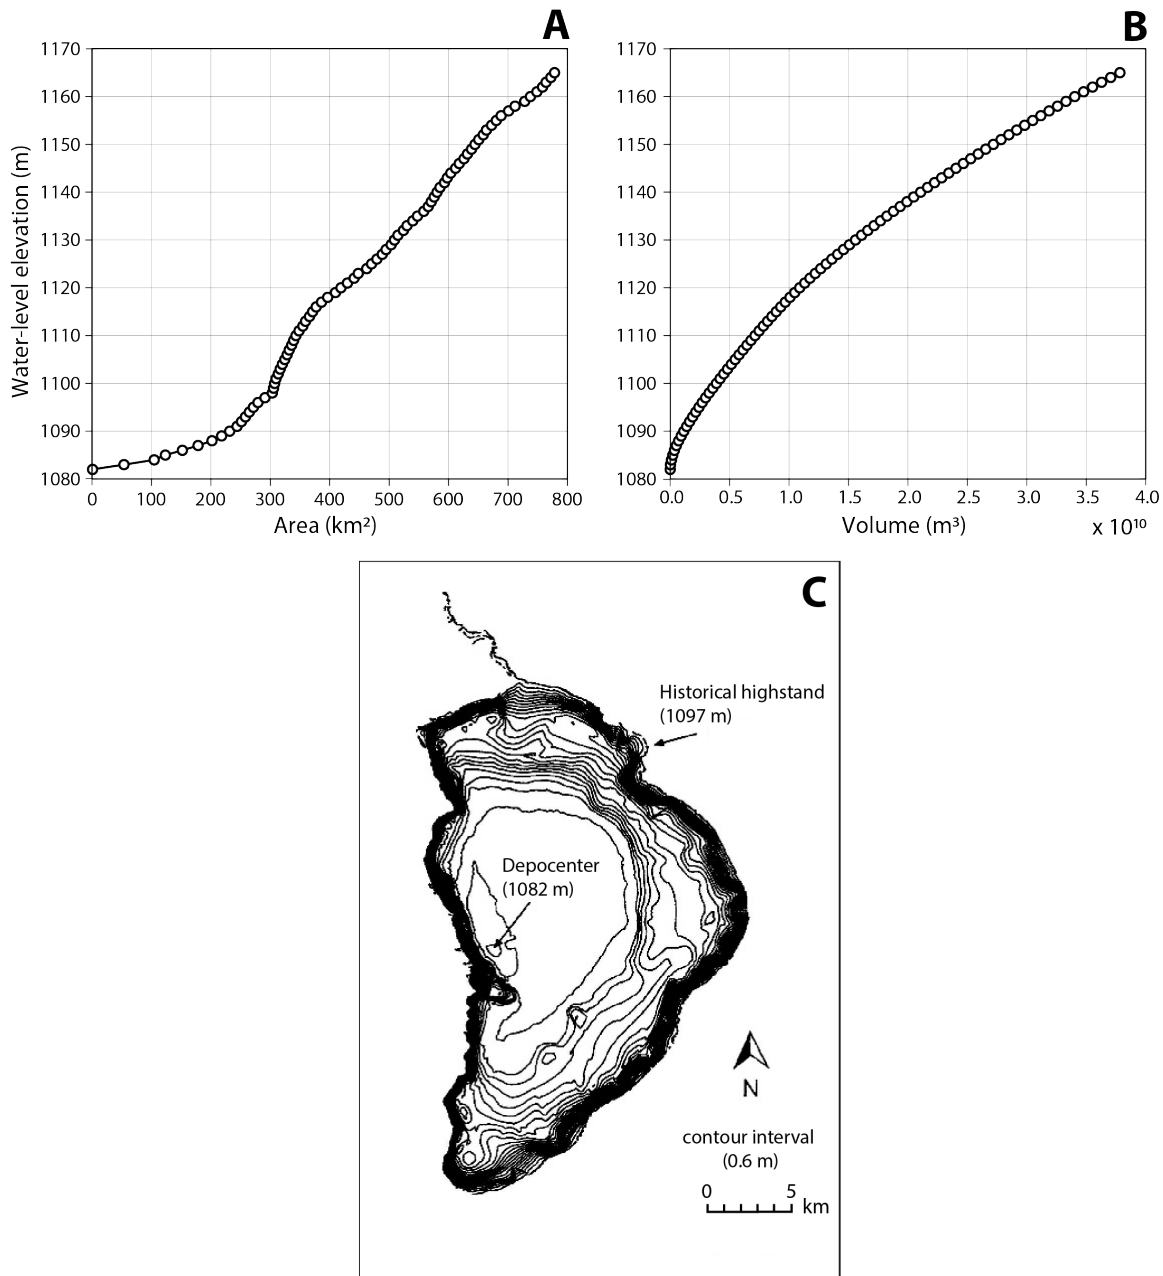 A
B
1170
1160
1150
1140
1130
1120
1110
1100
1090
1080
Water-level elevation (m)
0 100 200 300 400 500 600 700 800
Area (km²)
1170
1160
1150
1140
1130
1120
1110
1100
1090
1080
0.0 0.5 1.0 1.5 2.0 2.5 3.0 3.5 4.0
Volume (m³)
x 10¹⁰
C
Historical highstand
(1097 m)
Depocenter
(1082 m)
N
contour interval
(0.6 m)
0 5
km